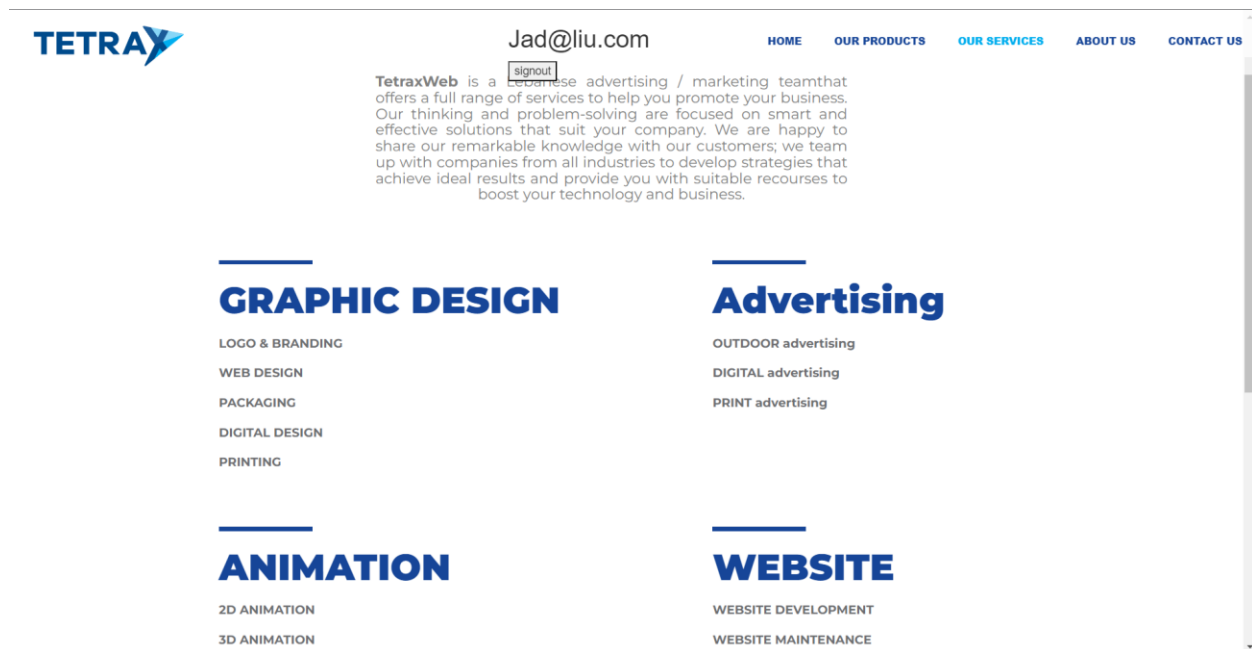 TETRAX
Jad@liu.com
HOME OUR PRODUCTS OUR SERVICES ABOUT US CONTACT US
signout
TetraxWeb is a Lebanese advertising / marketing teamthat
offers a full range of services to help you promote your business.
Our thinking and problem-solving are focused on smart and
effective solutions that suit your company. We are happy to
share our remarkable knowledge with our customers; we team
up with companies from all industries to develop strategies that
achieve ideal results and provide you with suitable recourses to
boost your technology and business.
GRAPHIC DESIGN
LOGO & BRANDING
WEB DESIGN
PACKAGING
DIGITAL DESIGN
PRINTING
Advertising
OUTDOOR advertising
DIGITAL advertising
PRINT advertising
ANIMATION
2D ANIMATION
3D ANIMATION
WEBSITE
WEBSITE DEVELOPMENT
WEBSITE MAINTENANCE